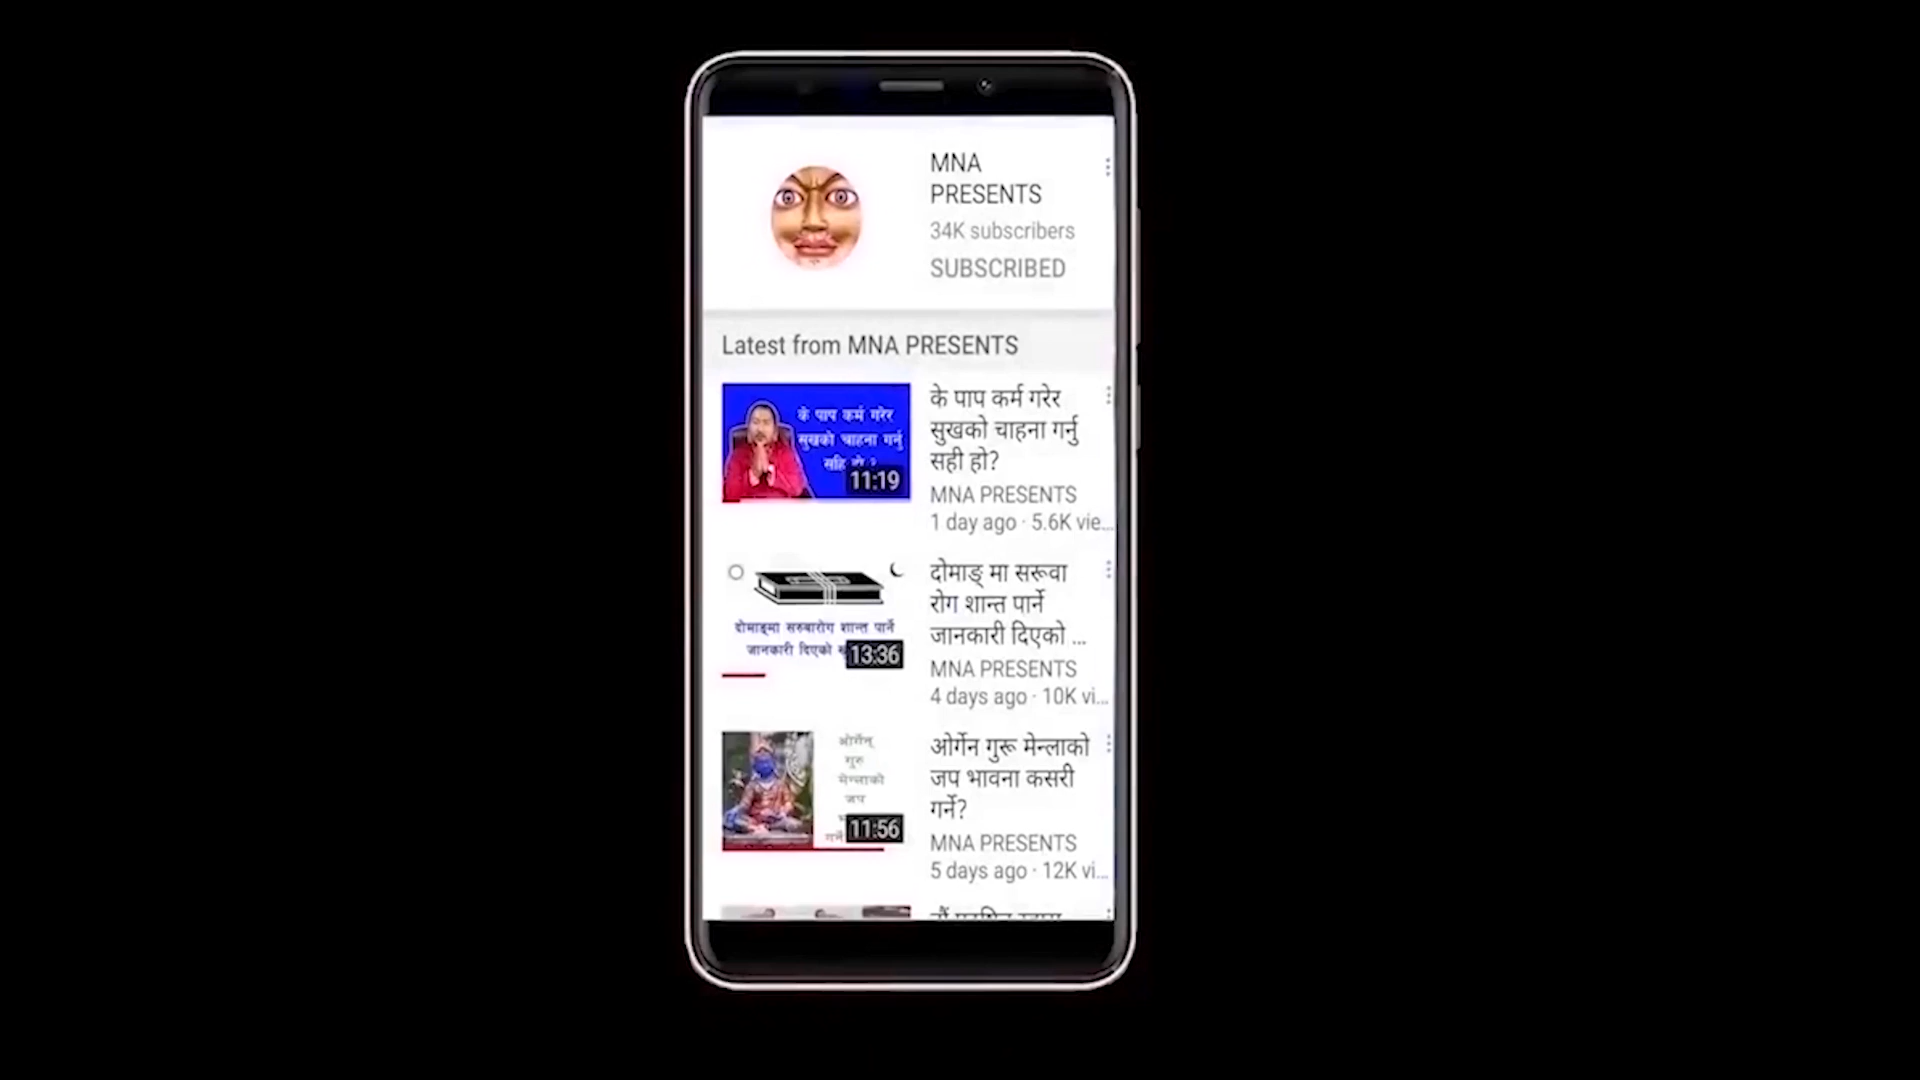 MNA
PRESENTS
34K subscribers
SUBSCRIBED
Latest from MNA PRESENTS
के पाप कर्म गरेर
सुखको चाहना गर्नु
सहि हो ?
11:19
के पाप कर्म गरेर
सुखको चाहना गर्नु
सही हो?
MNA PRESENTS
1 day ago · 5.6K vie...
दोमाङ्मा सरुवारोग शान्त पार्ने
जानकारी दिएको
13:36
दोमाङ् मा सरूवा
रोग शान्त पार्ने
जानकारी दिएको ...
MNA PRESENTS
4 days ago · 10K vi...
ओर्गेन्
गुरु
मेन्लाको
जप
11:56
ओर्गेन गुरू मेन्लाको
जप भावना कसरी
गर्ने?
MNA PRESENTS
5 days ago · 12K vi...